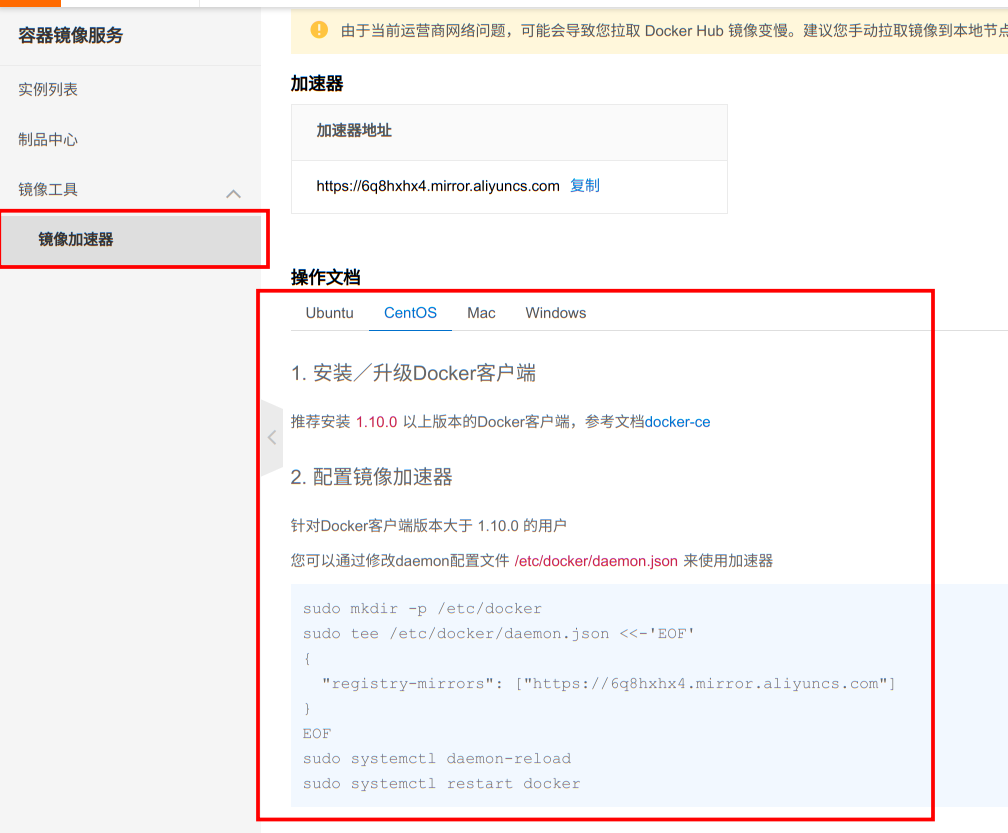 容器镜像服务
实例列表
制品中心
镜像工具
镜像加速器
由于当前运营商网络问题，可能会导致您拉取 Docker Hub 镜像变慢。建议您手动拉取镜像到本地节点
加速器
加速器地址
https://6q8hxhx4.mirror.aliyuncs.com 复制
操作文档
Ubuntu CentOS Mac Windows
1. 安装／升级Docker客户端
推荐安装 1.10.0 以上版本的Docker客户端，参考文档docker-ce
2. 配置镜像加速器
针对Docker客户端版本大于 1.10.0 的用户
您可以通过修改daemon配置文件 /etc/docker/daemon.json 来使用加速器
sudo mkdir -p /etc/docker
sudo tee /etc/docker/daemon.json <<-'EOF'
{
  "registry-mirrors": ["https://6q8hxhx4.mirror.aliyuncs.com"]
}
EOF
sudo systemctl daemon-reload
sudo systemctl restart docker